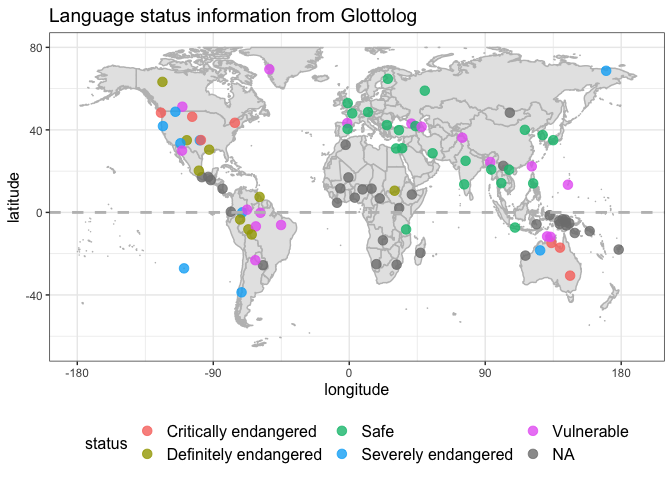 Language status information from Glottolog
80
40
0
-40
latitude
-180
-90
0
90
180
longitude
status
Critically endangered
Safe
Vulnerable
Definitely endangered
Severely endangered
NA